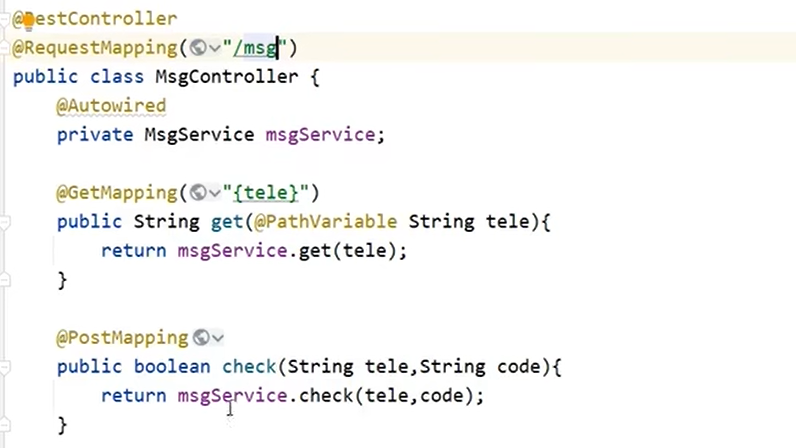 @RestController
@RequestMapping("/msg")
public class MsgController {
@Autowired
private MsgService msgService;
@GetMapping("{tele}")
public String get(@PathVariable String tele){
return msgService.get(tele);
}
@PostMapping
public boolean check(String tele,String code){
return msgService.check(tele,code);
}